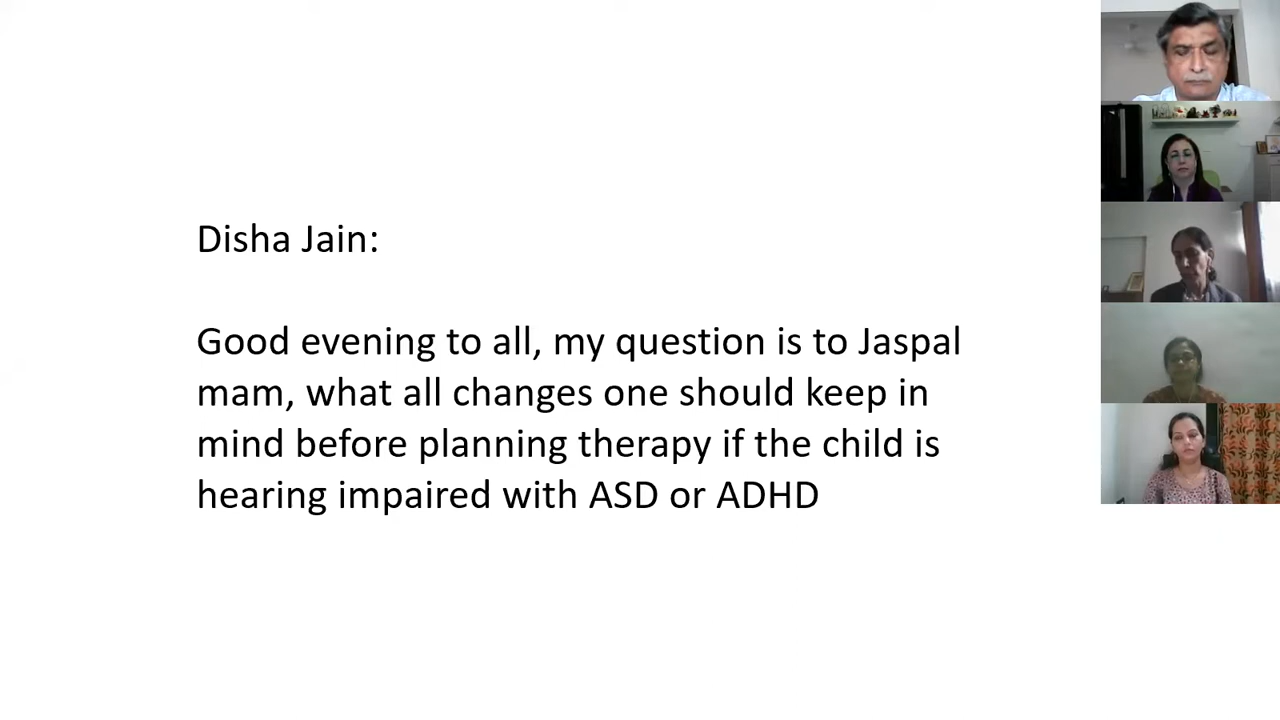 Disha Jain:
Good evening to all, my question is to Jaspal
mam, what all changes one should keep in
mind before planning therapy if the child is
hearing impaired with ASD or ADHD